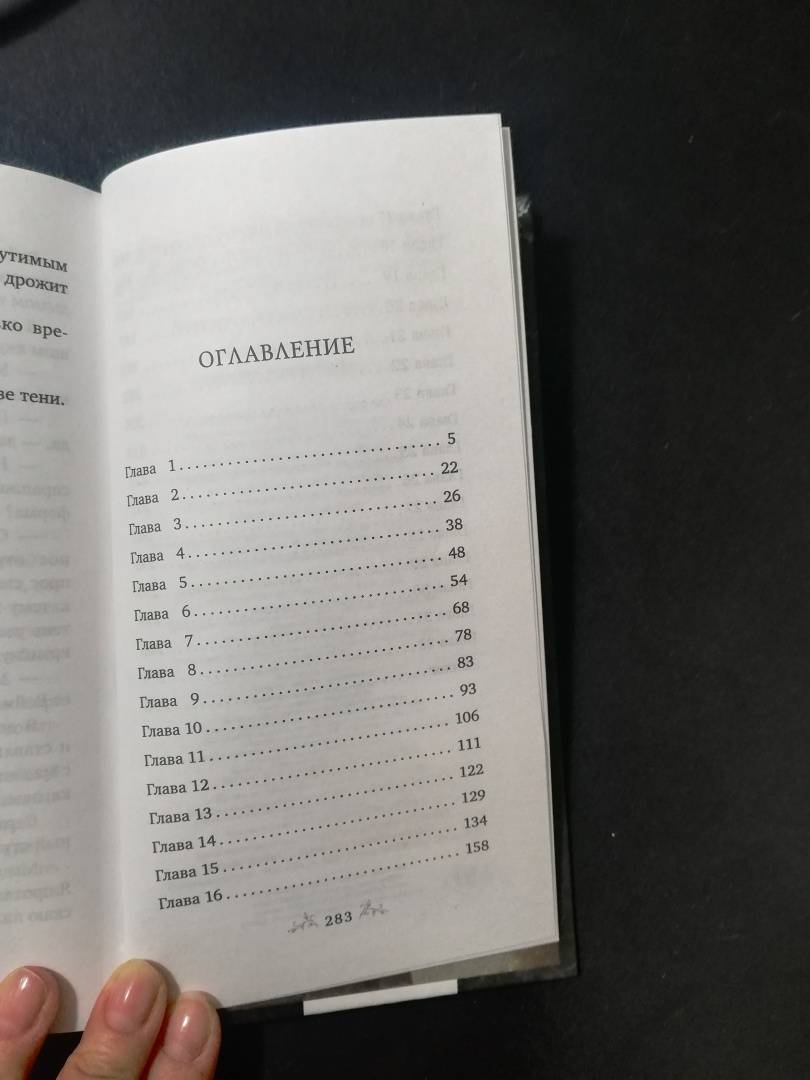 утимым
дрожит
ко вре-
ве тени.
ОГЛАВЛЕНИЕ
Глава 1 . . . . . . . . . . . . . . . . . . . . . . . . . . . . . . . . . 5
Глава 2 . . . . . . . . . . . . . . . . . . . . . . . . . . . . . . . . . 22
Глава 3 . . . . . . . . . . . . . . . . . . . . . . . . . . . . . . . . . 26
Глава 4 . . . . . . . . . . . . . . . . . . . . . . . . . . . . . . . . . 38
Глава 5 . . . . . . . . . . . . . . . . . . . . . . . . . . . . . . . . . 48
Глава 6 . . . . . . . . . . . . . . . . . . . . . . . . . . . . . . . . . 54
Глава 7 . . . . . . . . . . . . . . . . . . . . . . . . . . . . . . . . . 68
Глава 8 . . . . . . . . . . . . . . . . . . . . . . . . . . . . . . . . . 78
Глава 9 . . . . . . . . . . . . . . . . . . . . . . . . . . . . . . . . . 83
Глава 10 . . . . . . . . . . . . . . . . . . . . . . . . . . . . . . . . 93
Глава 11 . . . . . . . . . . . . . . . . . . . . . . . . . . . . . . . . 106
Глава 12 . . . . . . . . . . . . . . . . . . . . . . . . . . . . . . . . 111
Глава 13 . . . . . . . . . . . . . . . . . . . . . . . . . . . . . . . . 122
Глава 14 . . . . . . . . . . . . . . . . . . . . . . . . . . . . . . . . 129
Глава 15 . . . . . . . . . . . . . . . . . . . . . . . . . . . . . . . . 134
Глава 16 . . . . . . . . . . . . . . . . . . . . . . . . . . . . . . . . 158
283